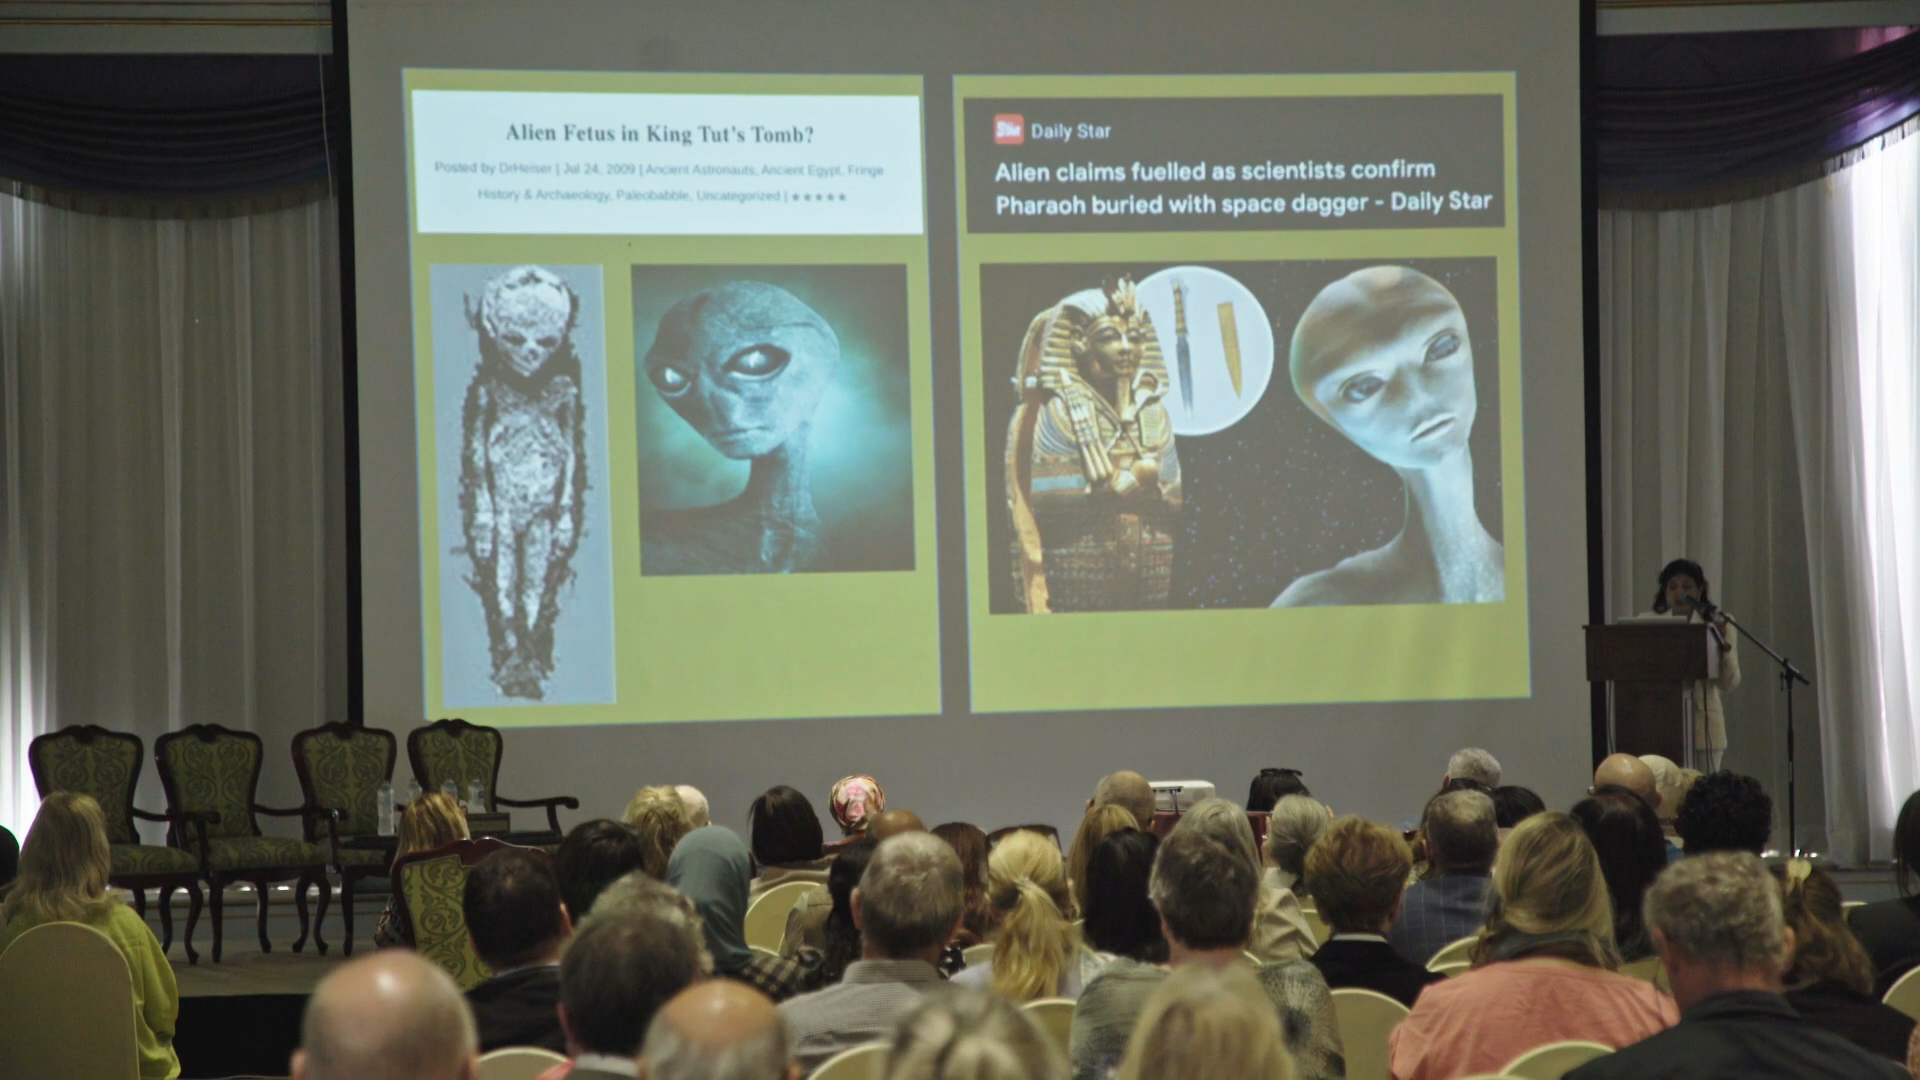 Alien Fetus in King Tut's Tomb?
Posted by DrHeiser | Jul 24, 2009 | Ancient Astronauts, Ancient Egypt, Fringe
History & Archaeology, Paleobabble, Uncategorized | ★★★★★
Star Daily Star
Alien claims fuelled as scientists confirm
Pharaoh buried with space dagger - Daily Star